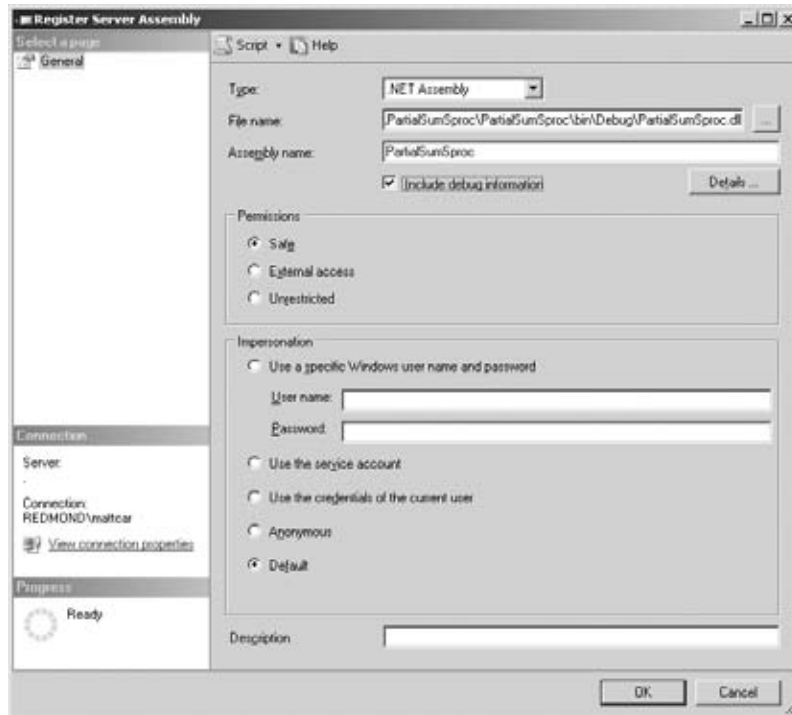 Register Server Assembly
Select a page
General
Script
Help
Type:
.NET Assembly
File name:
.PartialSumSproc\PartialSumSproc\bin\Debug\PartialSumSproc.dll
...
Assembly name:
PartialSumSproc
Include debug information
Details ...
Permissions
Safe
External access
Unrestricted
Impersonation
Use a specific Windows user name and password
User name:
Password:
Use the service account
Use the credentials of the current user
Anonymous
Default
Description
Connection
Server:
.
Connection:
REDMOND\mattcar
View connection properties
Progress
Ready
OK
Cancel